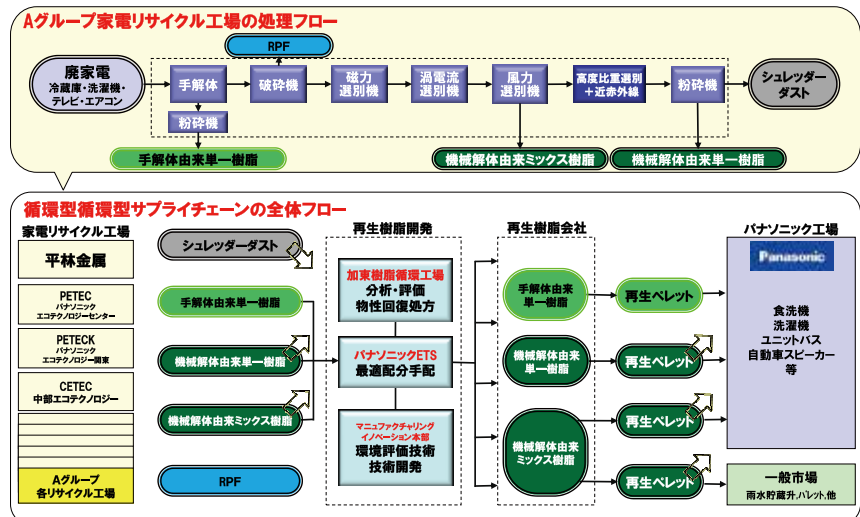 Aグループ家電リサイクル工場の処理フロー
RPF
廃家電
冷蔵庫・洗濯機・
テレビ・エアコン
手解体
破砕機
磁力
選別機
渦電流
選別機
風力
選別機
高度比重選別
＋近赤外線
粉砕機
シュレッダー
ダスト
粉砕機
手解体由来単一樹脂
機械解体由来ミックス樹脂
機械解体由来単一樹脂
循環型循環型サプライチェーンの全体フロー
家電リサイクル工場
平林金属
PETEC
パナソニック
エコテクノロジーセンター
PETECK
パナソニック
エコテクノロジー関東
CETEC
中部エコテクノロジー
Aグループ
各リサイクル工場
シュレッダーダスト
手解体由来単一樹脂
機械解体由来単一樹脂
機械解体由来ミックス樹脂
RPF
再生樹脂開発
加東樹脂循環工場
分析・評価
物性回復処方
パナソニックETS
最適配分手配
マニュファクチャリング
イノベーション本部
環境評価技術
技術開発
再生樹脂会社
手解体由来
単一樹脂
機械解体由来
単一樹脂
機械解体由来
ミックス樹脂
再生ペレット
再生ペレット
再生ペレット
再生ペレット
パナソニック工場
Panasonic
食洗機
洗濯機
ユニットバス
自動車スピーカー
等
一般市場
雨水貯蔵升,パレット,他